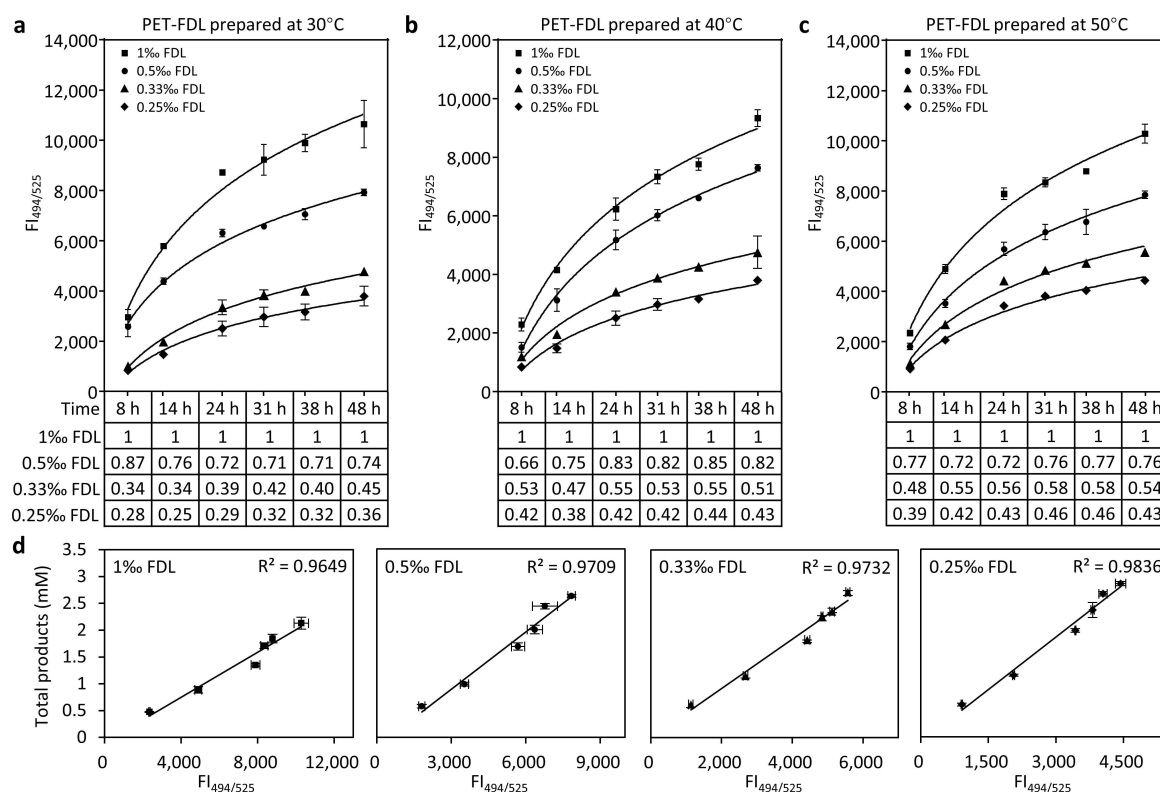 a PET-FDL prepared at 30°C
14,000
12,000
10,000
8,000
6,000
4,000
2,000
0
FI494/525
1‰ FDL
0.5‰ FDL
0.33‰ FDL
0.25‰ FDL
b PET-FDL prepared at 40°C
12,000
10,000
8,000
6,000
4,000
2,000
0
FI494/525
1‰ FDL
0.5‰ FDL
0.33‰ FDL
0.25‰ FDL
c PET-FDL prepared at 50°C
14,000
12,000
10,000
8,000
6,000
4,000
2,000
0
FI494/525
1‰ FDL
0.5‰ FDL
0.33‰ FDL
0.25‰ FDL
Time 8 h 14 h 24 h 31 h 38 h 48 h 8 h 14 h 24 h 31 h 38 h 48 h 8 h 14 h 24 h 31 h 38 h 48 h
1‰ FDL 1 1 1 1 1 1 1 1 1 1 1 1 1 1 1 1 1 1
0.5‰ FDL 0.87 0.76 0.72 0.71 0.71 0.74 0.66 0.75 0.83 0.82 0.85 0.82 0.77 0.72 0.72 0.76 0.77 0.76
0.33‰ FDL 0.34 0.34 0.39 0.42 0.40 0.45 0.53 0.47 0.55 0.53 0.55 0.51 0.48 0.55 0.56 0.58 0.58 0.54
0.25‰ FDL 0.28 0.25 0.29 0.32 0.32 0.36 0.42 0.38 0.42 0.42 0.44 0.43 0.39 0.42 0.43 0.46 0.46 0.43
d
Total products (mM)
3.5
3
2.5
2
1.5
1
0.5
0
1‰ FDL R² = 0.9649
0 4,000 8,000 12,000
FI494/525
0.5‰ FDL R² = 0.9709
3,000 6,000 9,000
FI494/525
0.33‰ FDL R² = 0.9732
0 2,000 4,000 6,000
FI494/525
0.25‰ FDL R² = 0.9836
0 1,500 3,000 4,500
FI494/525